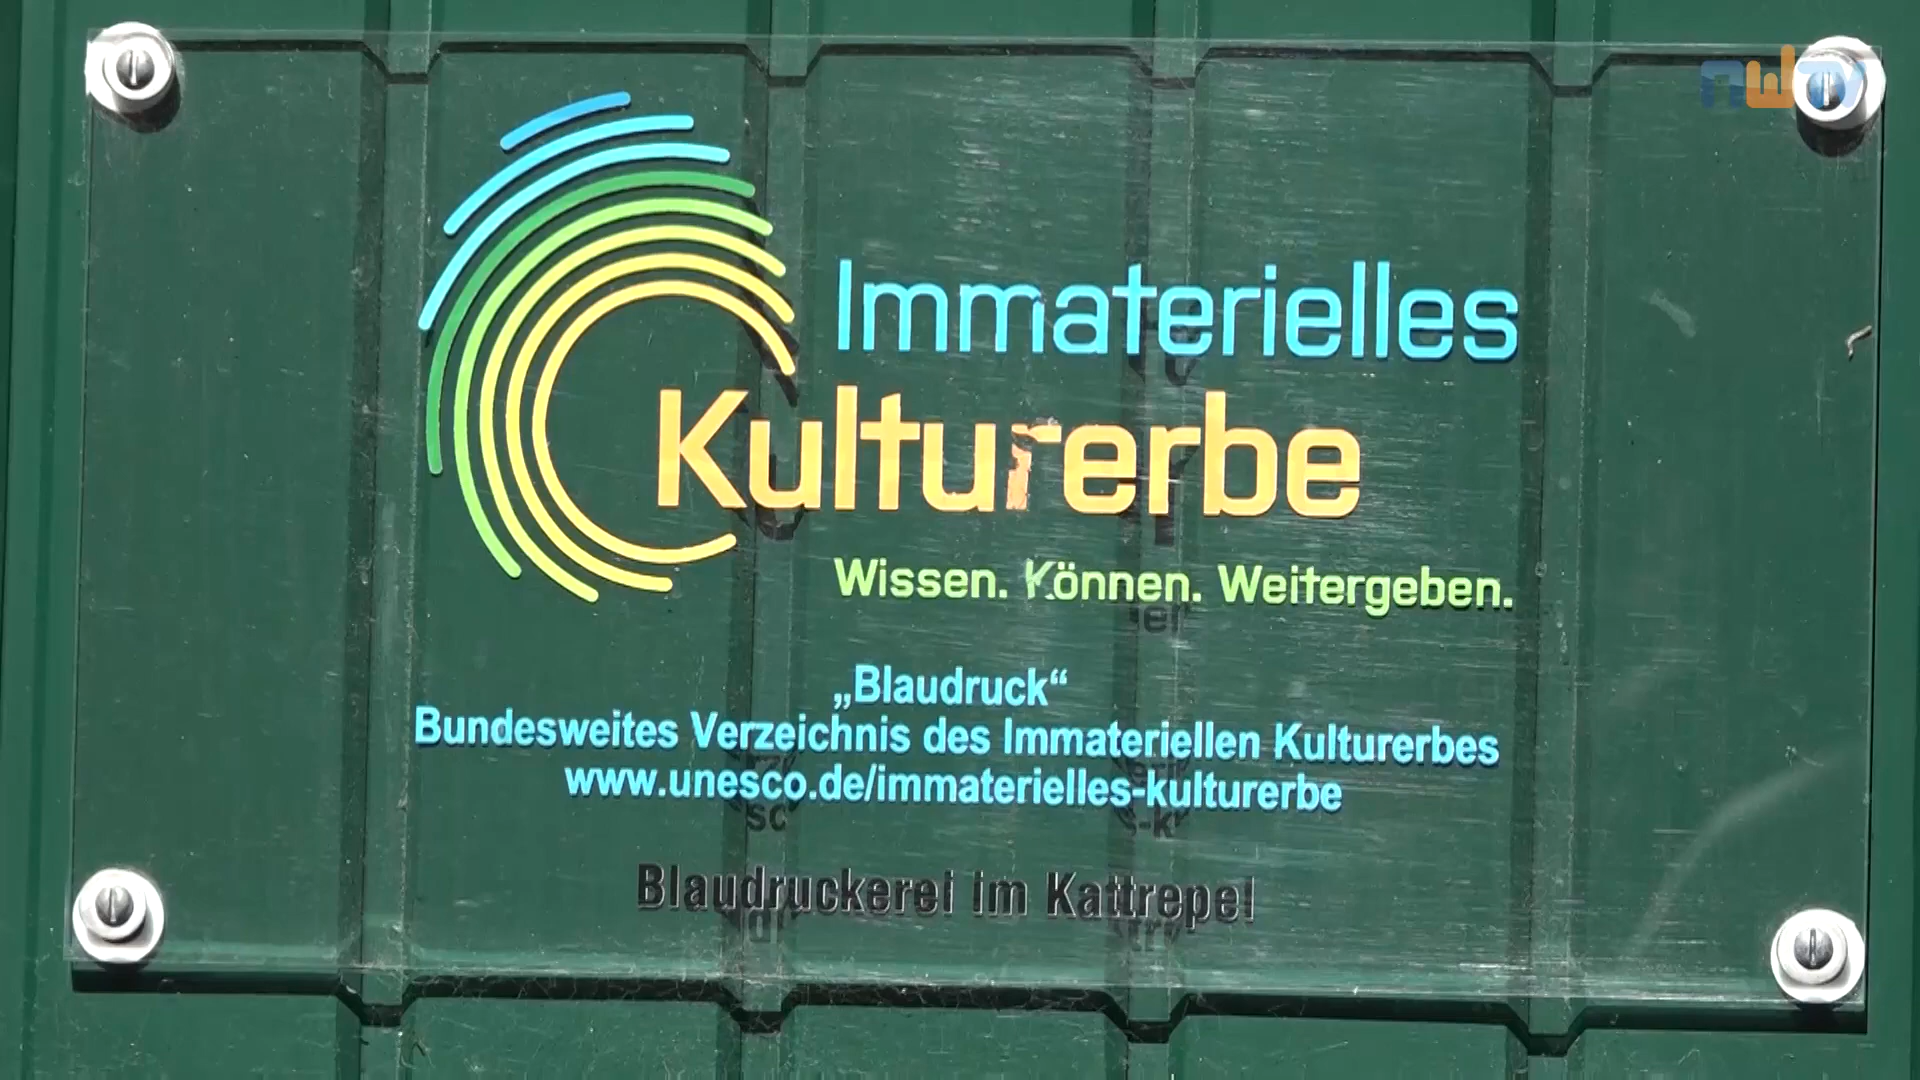 nwtv
Immaterielles
Kulturerbe
Wissen. Können. Weitergeben.
„Blaudruck“
Bundesweites Verzeichnis des Immateriellen Kulturerbes
www.unesco.de/immaterielles-kulturerbe
Blaudruckerei im Kattrepel